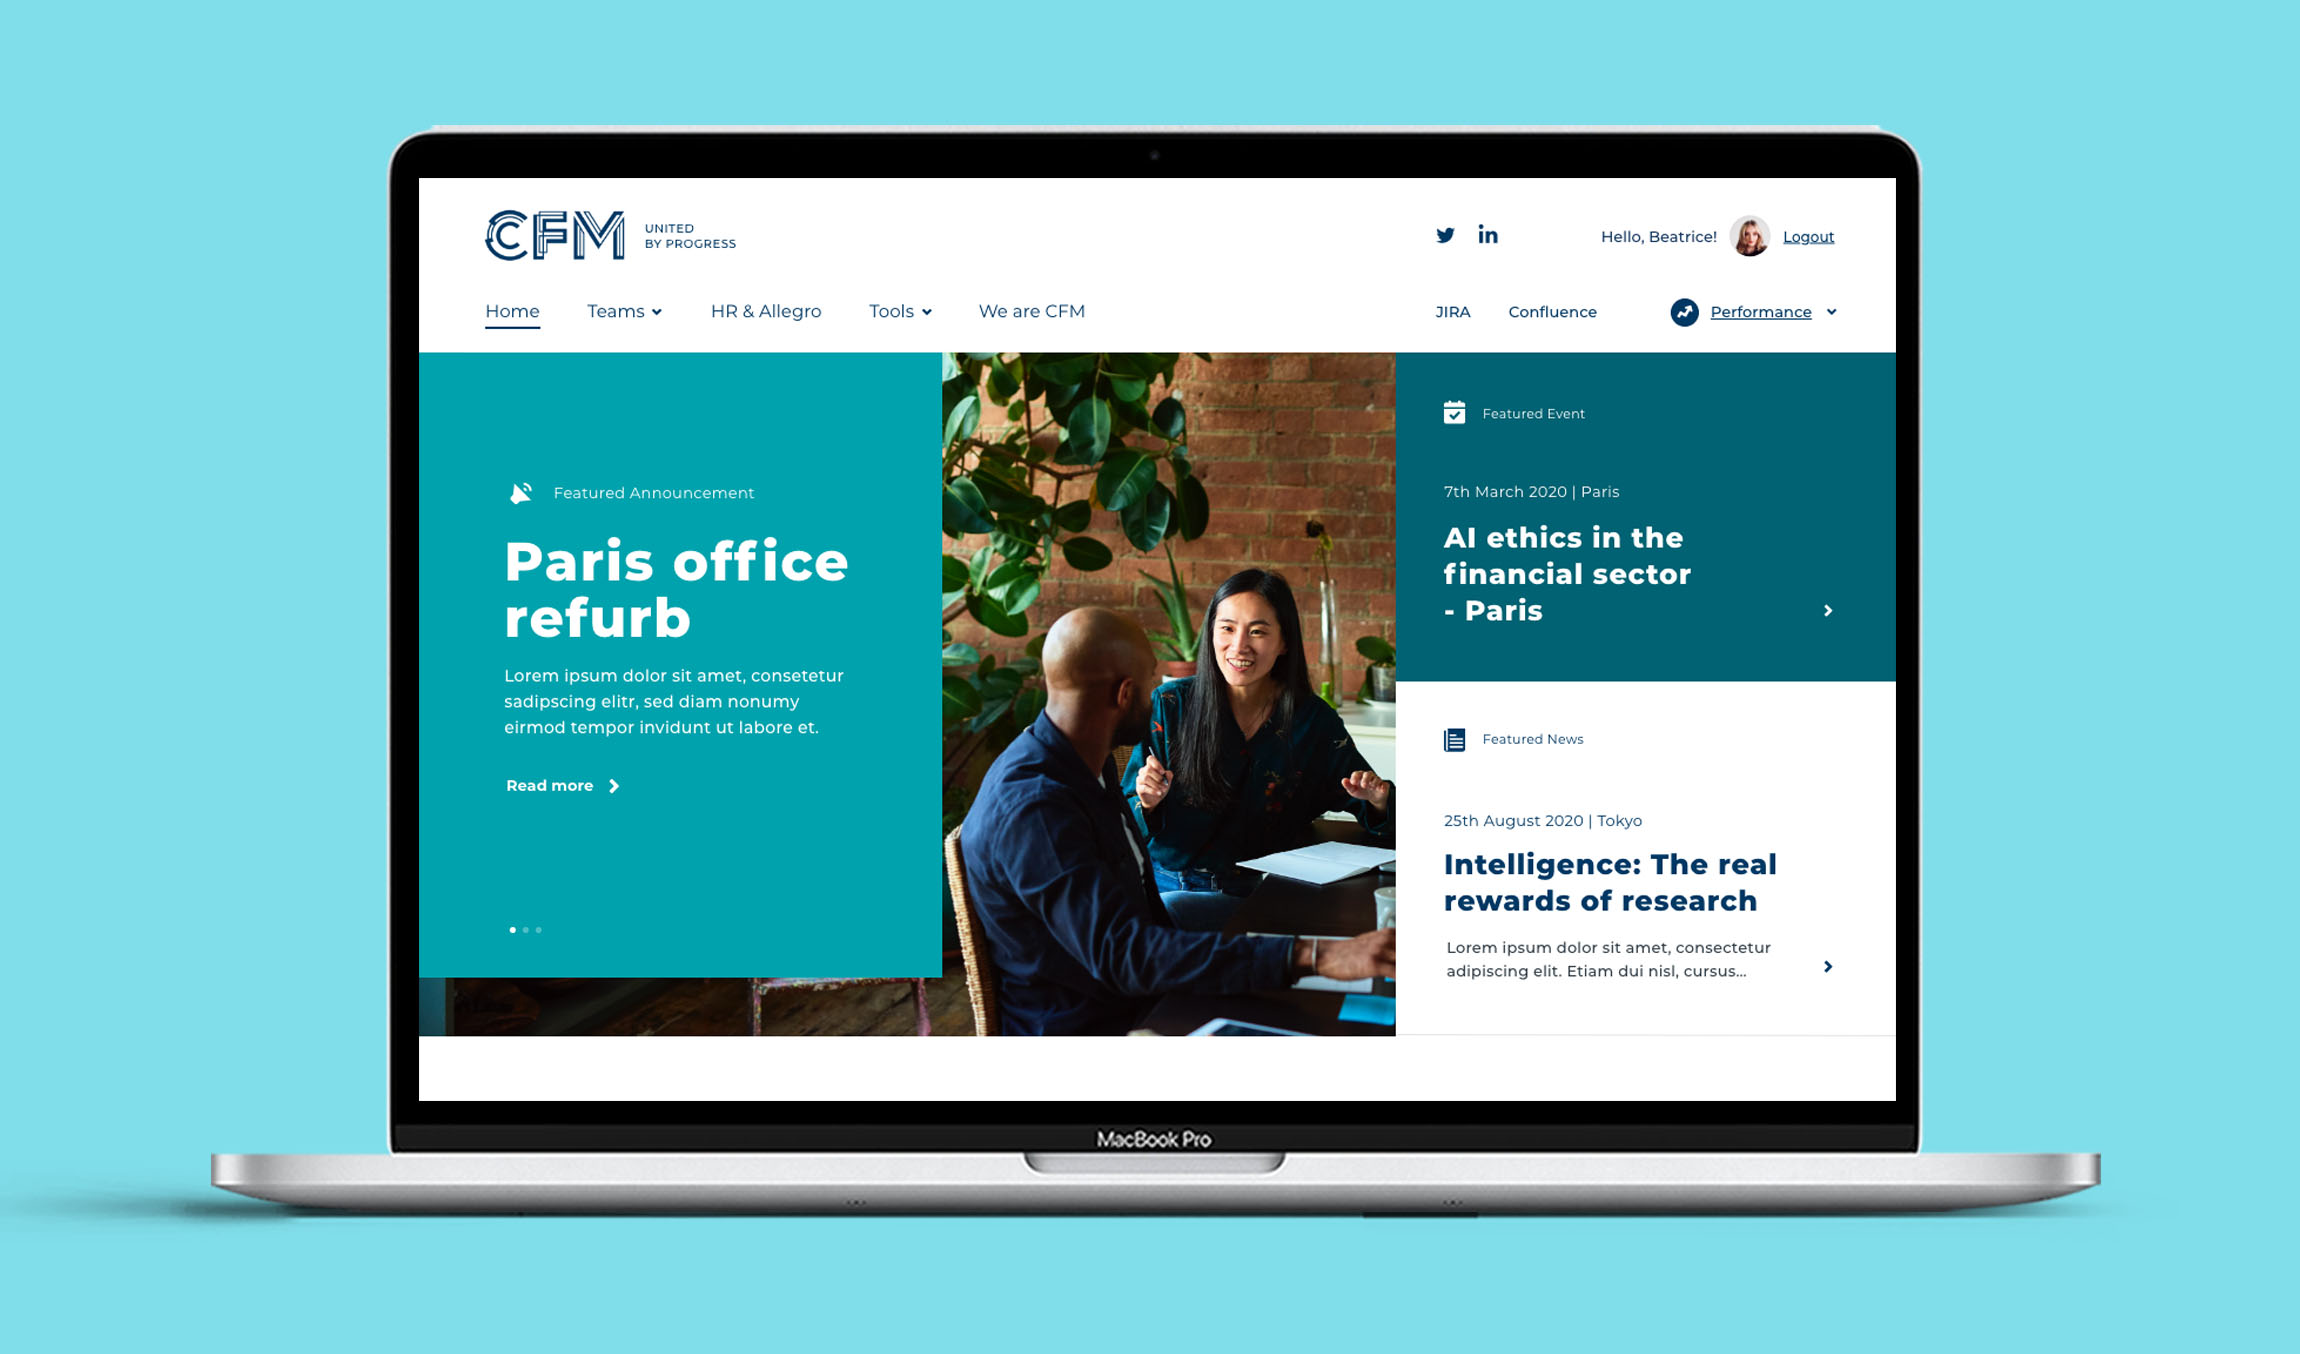 CFM
UNITED
BY PROGRESS
Hello, Beatrice!
Logout
Home
Teams
HR & Allegro
Tools
We are CFM
JIRA
Confluence
Performance
Featured Announcement
Paris office
refurb
Lorem ipsum dolor sit amet, consetetur
sadipscing elitr, sed diam nonumy
eirmod tempor invidunt ut labore et.
Read more
Featured Event
7th March 2020 | Paris
AI ethics in the
financial sector
- Paris
Featured News
25th August 2020 | Tokyo
Intelligence: The real
rewards of research
Lorem ipsum dolor sit amet, consectetur
adipiscing elit. Etiam dui nisl, cursus...
MacBook Pro